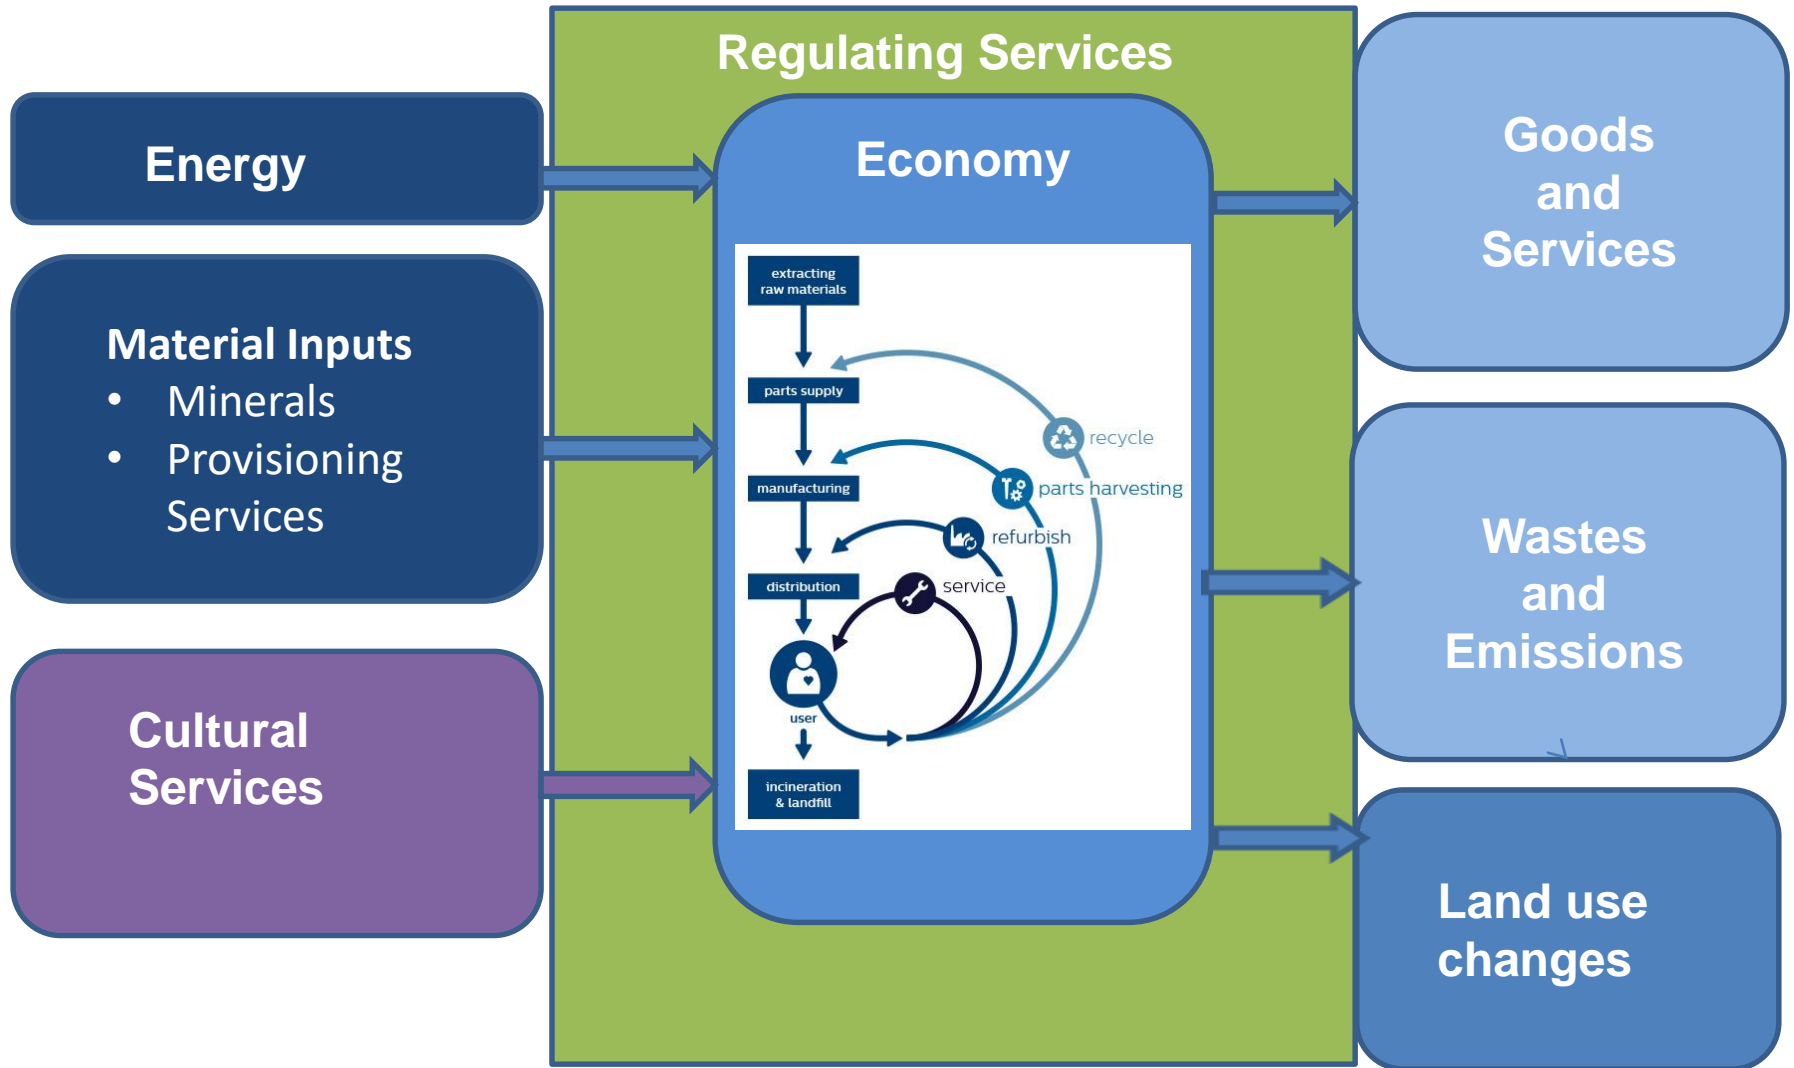 Regulating Services
Energy
Material Inputs
• Minerals
• Provisioning
Services
Cultural
Services
Economy
extracting
raw materials
parts supply
manufacturing
distribution
user
incineration
& landfill
recycle
parts harvesting
refurbish
service
Goods
and
Services
Wastes
and
Emissions
Land use
changes